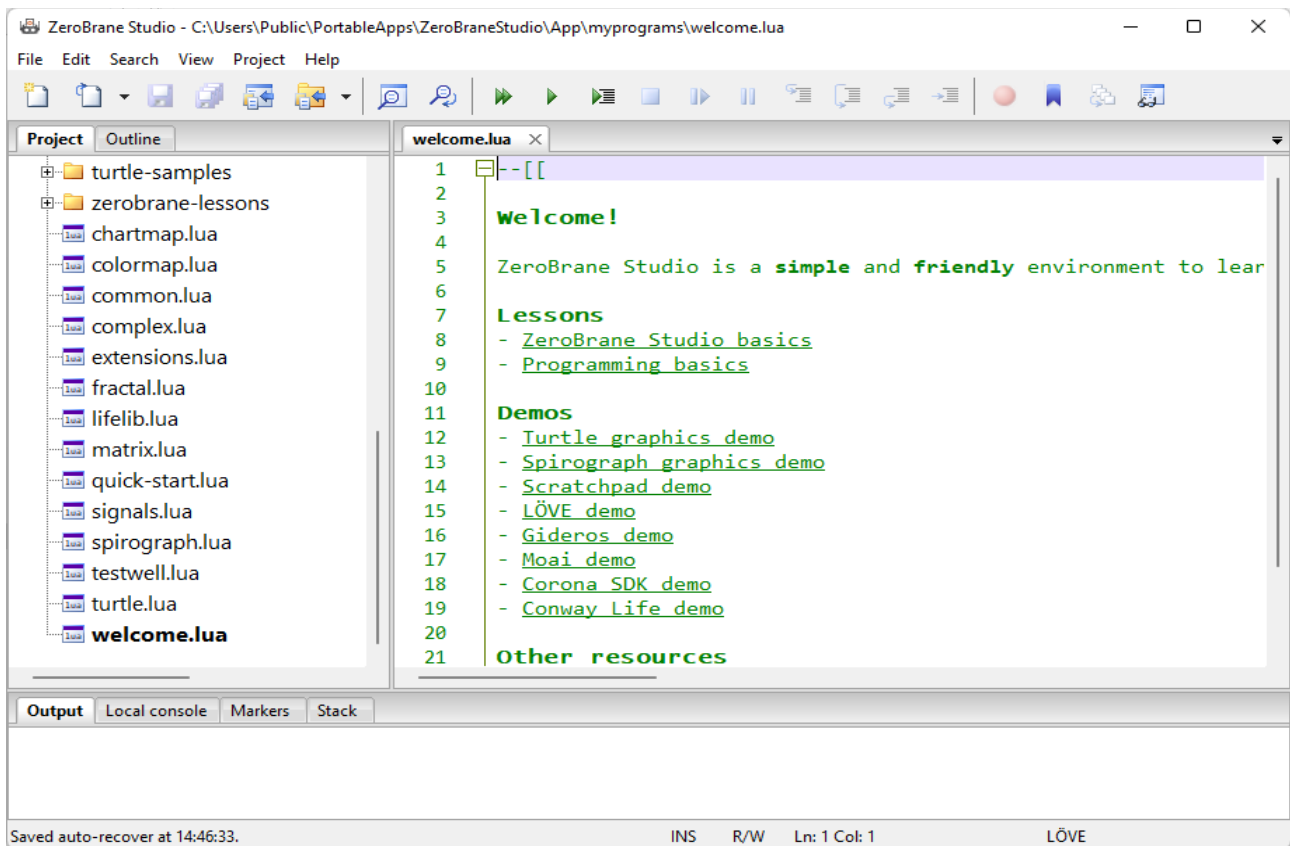 ZeroBrane Studio - C:\Users\Public\PortableApps\ZeroBraneStudio\App\myprograms\welcome.lua
File Edit Search View Project Help
Project Outline
turtle-samples
zerobrane-lessons
chartmap.lua
colormap.lua
common.lua
complex.lua
extensions.lua
fractal.lua
lifelib.lua
matrix.lua
quick-start.lua
signals.lua
spirograph.lua
testwell.lua
turtle.lua
welcome.lua
welcome.lua
1 --[[
2
3 Welcome!
4
5 ZeroBrane Studio is a simple and friendly environment to lear
6
7 Lessons
8 - ZeroBrane Studio basics
9 - Programming basics
10
11 Demos
12 - Turtle graphics demo
13 - Spirograph graphics demo
14 - Scratchpad demo
15 - LÖVE demo
16 - Gideros demo
17 - Moai demo
18 - Corona SDK demo
19 - Conway Life demo
20
21 Other resources
Output Local console Markers Stack
Saved auto-recover at 14:46:33. INS R/W Ln: 1 Col: 1 LÖVE